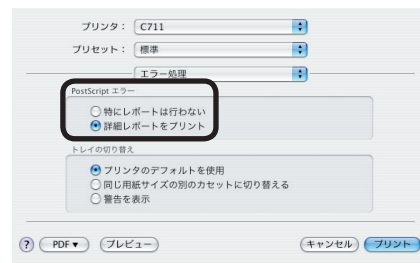 プリンタ： C711
プリセット： 標準
エラー処理
PostScript エラー
特にレポートは行わない
詳細レポートをプリント
トレイの切り替え
プリンタのデフォルトを使用
同じ用紙サイズの別のカセットに切り替える
警告を表示
? PDF▼ プレビュー キャンセル プリント